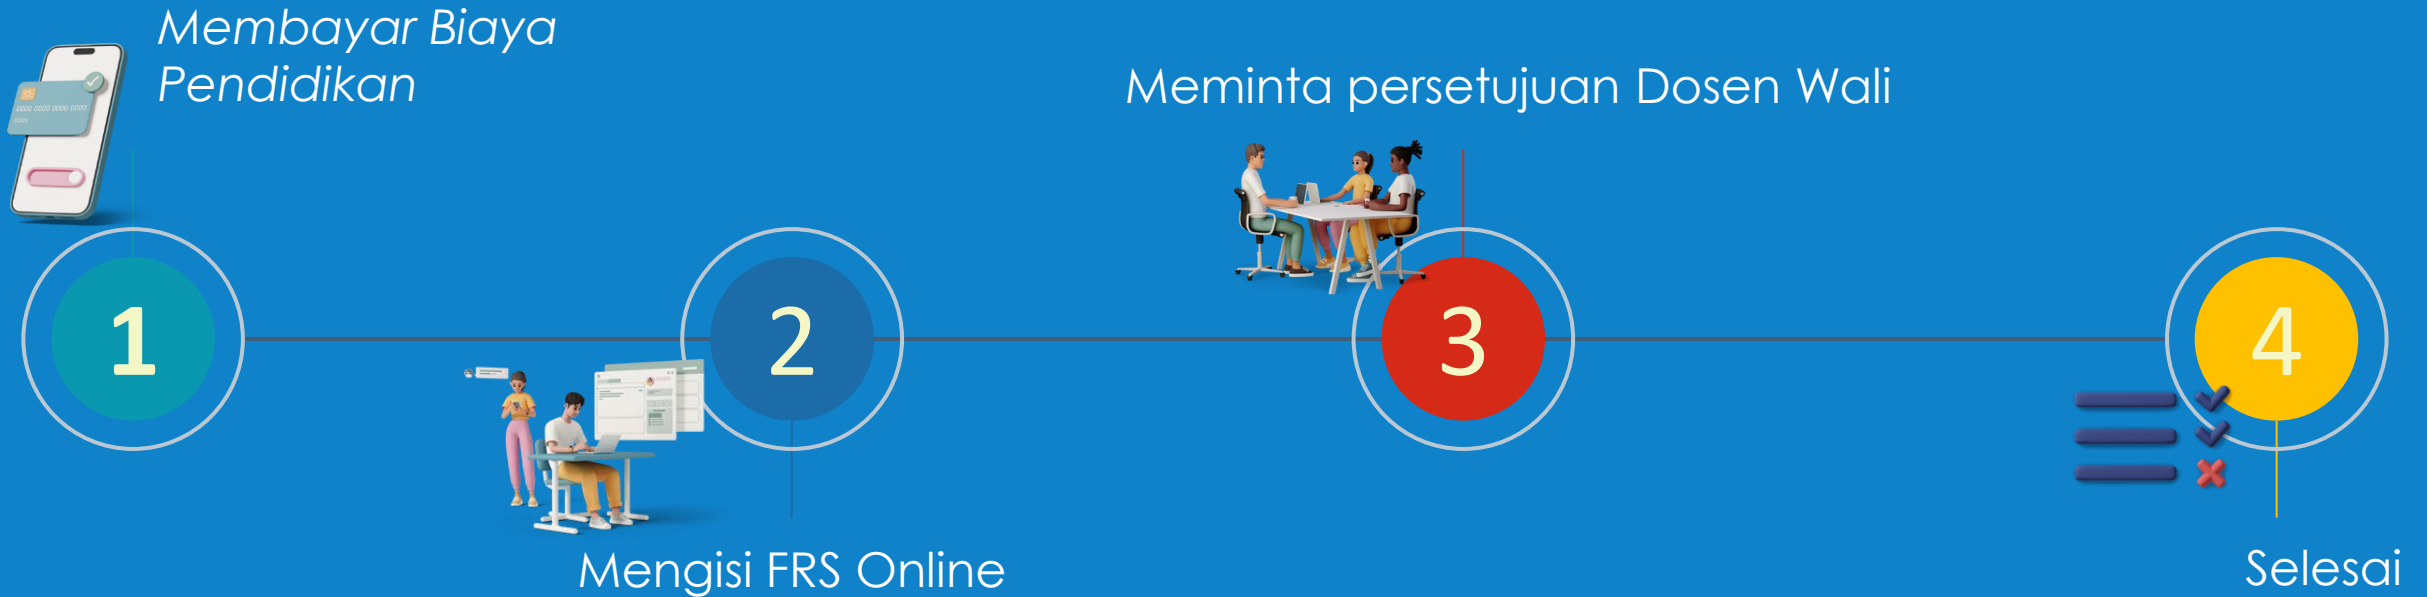 Membayar Biaya
Pendidikan
1
2
Mengisi FRS Online
Meminta persetujuan Dosen Wali
3
4
Selesai